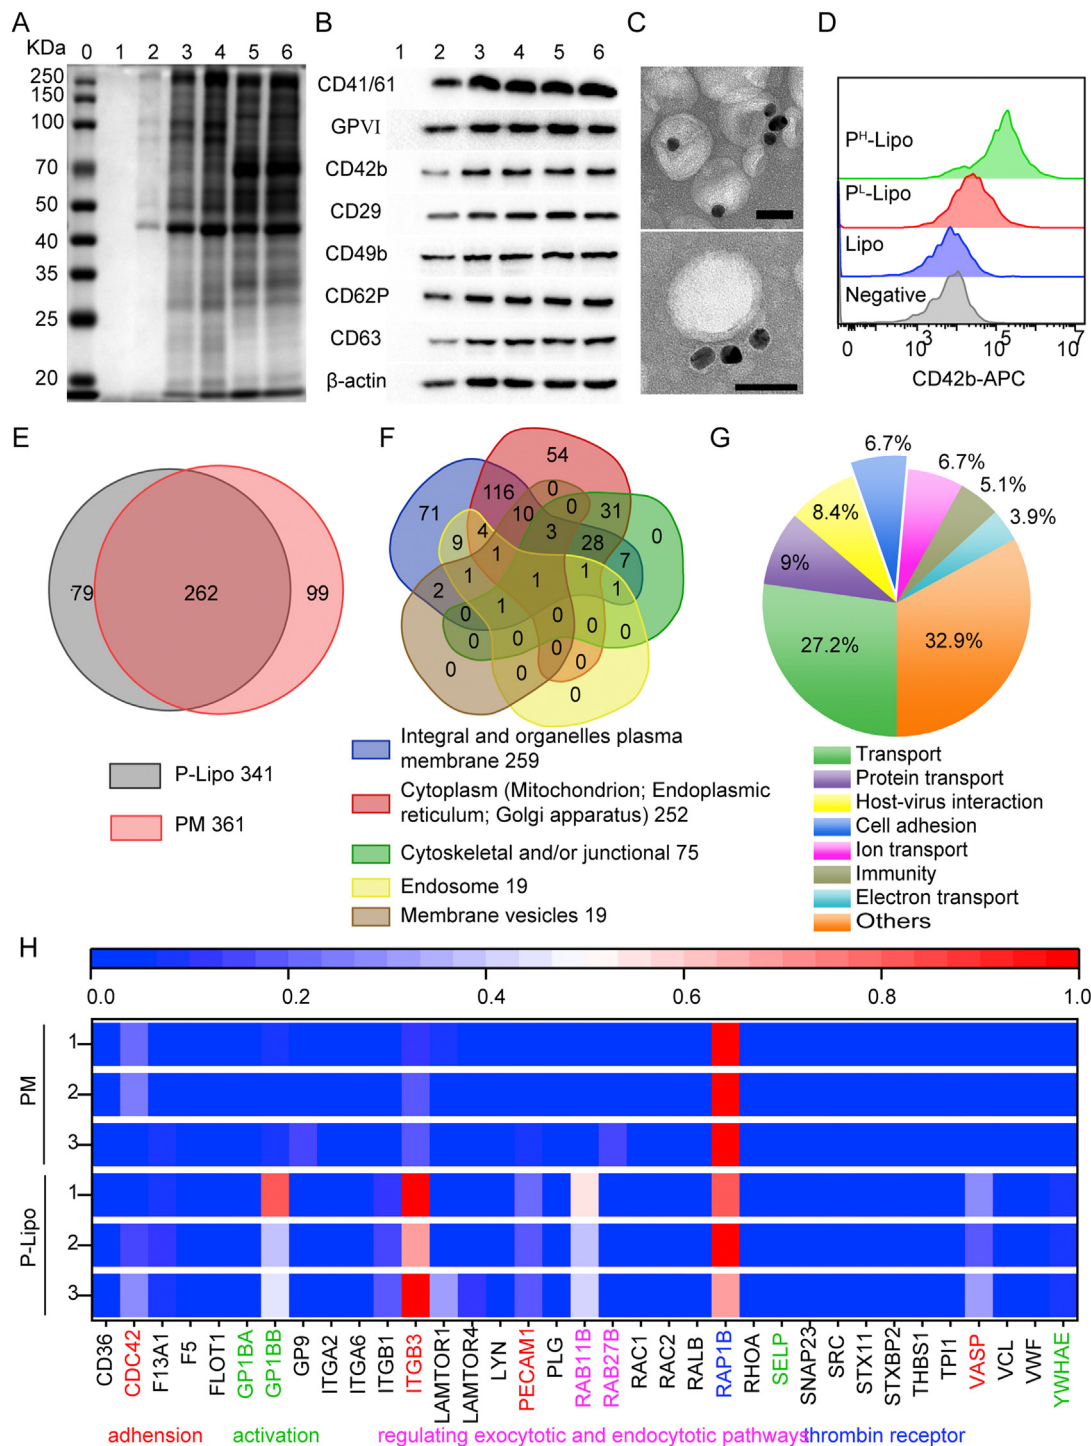 A
KDa 0 1 2 3 4 5 6
250
150
100
70
50
40
35
25
20
B
1 2 3 4 5 6
CD41/61
GPVI
CD42b
CD29
CD49b
CD62P
CD63
β-actin
C
D
Pᴴ-Lipo
Pᴸ-Lipo
Lipo
Negative
0 10³ 10⁵ 10⁷
CD42b-APC
E
79 262 99
P-Lipo 341
PM 361
F
54
0
71 116 10 0 31 0
9 4 3 28 7
1
2 1 1 1 1
0 1 0 0
0 0 0
0 0 0
0
Integral and organelles plasma
membrane 259
Cytoplasm (Mitochondrion; Endoplasmic
reticulum; Golgi apparatus) 252
Cytoskeletal and/or junctional 75
Endosome 19
Membrane vesicles 19
G
6.7%
6.7%
5.1%
3.9%
8.4%
9%
27.2%
32.9%
Transport
Protein transport
Host-virus interaction
Cell adhesion
Ion transport
Immunity
Electron transport
Others
H
0.0 0.2 0.4 0.6 0.8 1.0
PM
1
2
3
P-Lipo
1
2
3
CD36
CDC42
F13A1
F5
FLOT1
GP1BA
GP1BB
GP9
ITGA2
ITGA6
ITGB1
ITGB3
LAMTOR1
LAMTOR4
LYN
PECAM1
PLG
RAB11B
RAB27B
RAC1
RAC2
RALB
RAP1B
RHOA
SELP
SNAP23
SRC
STX11
STXBP2
THBS1
TPI1
VASP
VCL
VWF
YWHAE
adhension activation regulating exocytotic and endocytotic pathways thrombin receptor